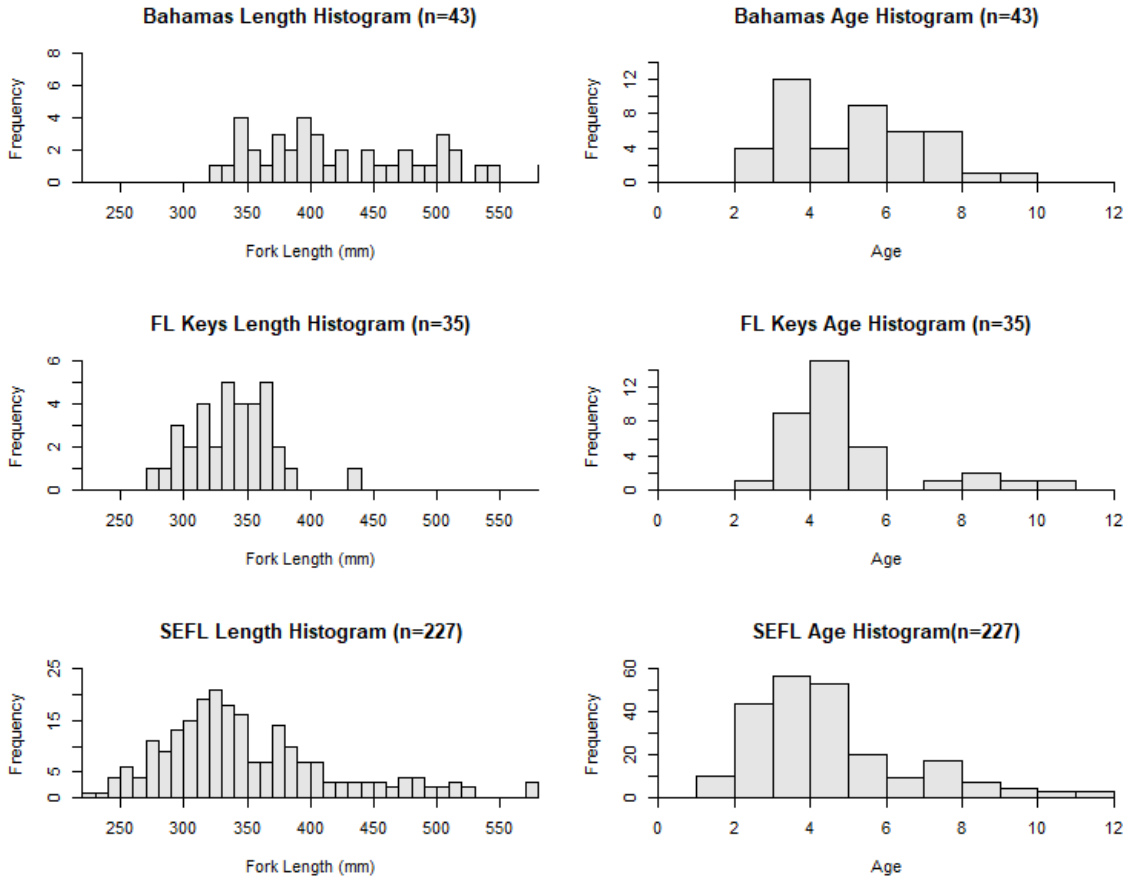 Bahamas Length Histogram (n=43)
Frequency
0 2 4 6 8
250 300 350 400 450 500 550
Fork Length (mm)
Bahamas Age Histogram (n=43)
Frequency
0 4 8 12
0 2 4 6 8 10 12
Age
FL Keys Length Histogram (n=35)
Frequency
0 2 4 6
250 300 350 400 450 500 550
Fork Length (mm)
FL Keys Age Histogram (n=35)
Frequency
0 4 8 12
0 2 4 6 8 10 12
Age
SEFL Length Histogram (n=227)
Frequency
0 5 15 25
250 300 350 400 450 500 550
Fork Length (mm)
SEFL Age Histogram(n=227)
Frequency
0 20 40 60
0 2 4 6 8 10 12
Age